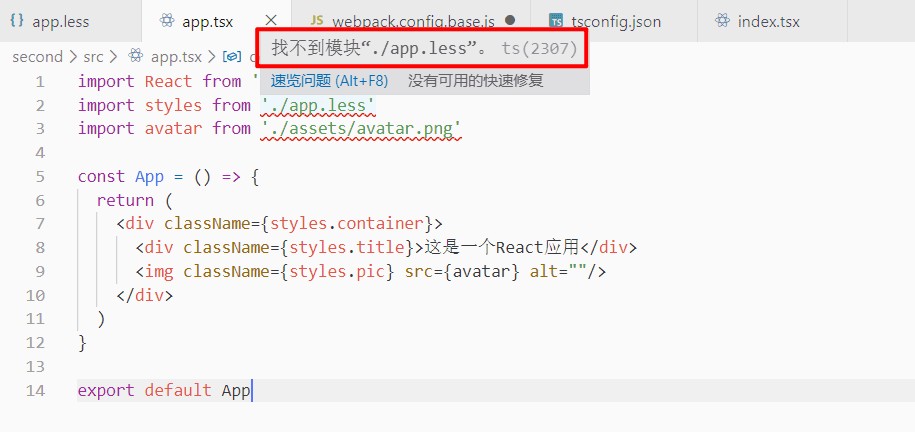 {} app.less app.tsx × JS webpack.config.base.js ● TS tsconfig.json index.tsx
second > src > app.tsx >
找不到模块“./app.less”。 ts(2307)
速览问题 (Alt+F8) 没有可用的快速修复
1 import React from '
2 import styles from './app.less'
3 import avatar from './assets/avatar.png'
4
5 const App = () => {
6 return (
7 <div className={styles.container}>
8 <div className={styles.title}>这是一个React应用</div>
9 <img className={styles.pic} src={avatar} alt=""/>
10 </div>
11 )
12 }
13
14 export default App